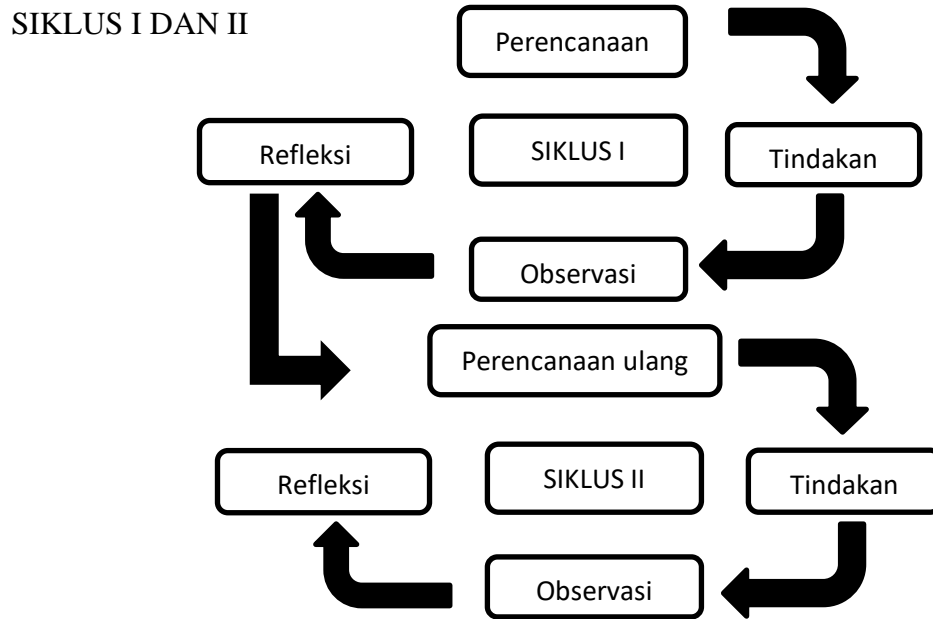 SIKLUS I DAN II
Perencanaan
Refleksi
SIKLUS I
Tindakan
Observasi
Perencanaan ulang
Refleksi
SIKLUS II
Tindakan
Observasi